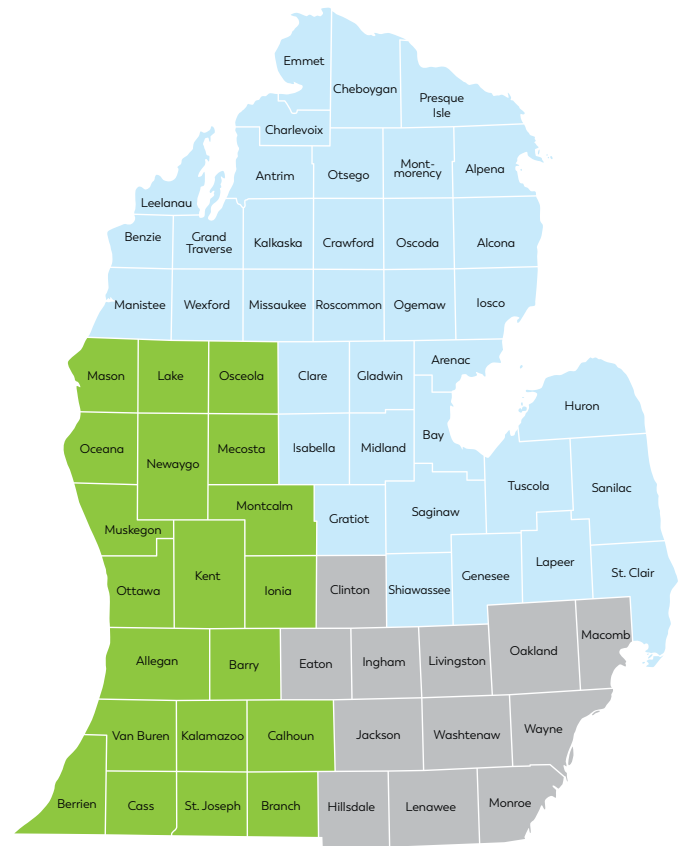 Emmet
Cheboygan
Presque
Isle
Charlevoix
Antrim
Otsego
Mont-
morency
Alpena
Leelanau
Benzie
Grand
Traverse
Kalkaska
Crawford
Oscoda
Alcona
Manistee
Wexford
Missaukee
Roscommon
Ogemaw
Iosco
Mason
Lake
Osceola
Clare
Gladwin
Arenac
Huron
Oceana
Newaygo
Mecosta
Isabella
Midland
Bay
Tuscola
Sanilac
Muskegon
Montcalm
Gratiot
Saginaw
Ottawa
Kent
Ionia
Clinton
Shiawassee
Genesee
Lapeer
St. Clair
Allegan
Barry
Eaton
Ingham
Livingston
Oakland
Macomb
Van Buren
Kalamazoo
Calhoun
Jackson
Washtenaw
Wayne
Berrien
Cass
St. Joseph
Branch
Hillsdale
Lenawee
Monroe